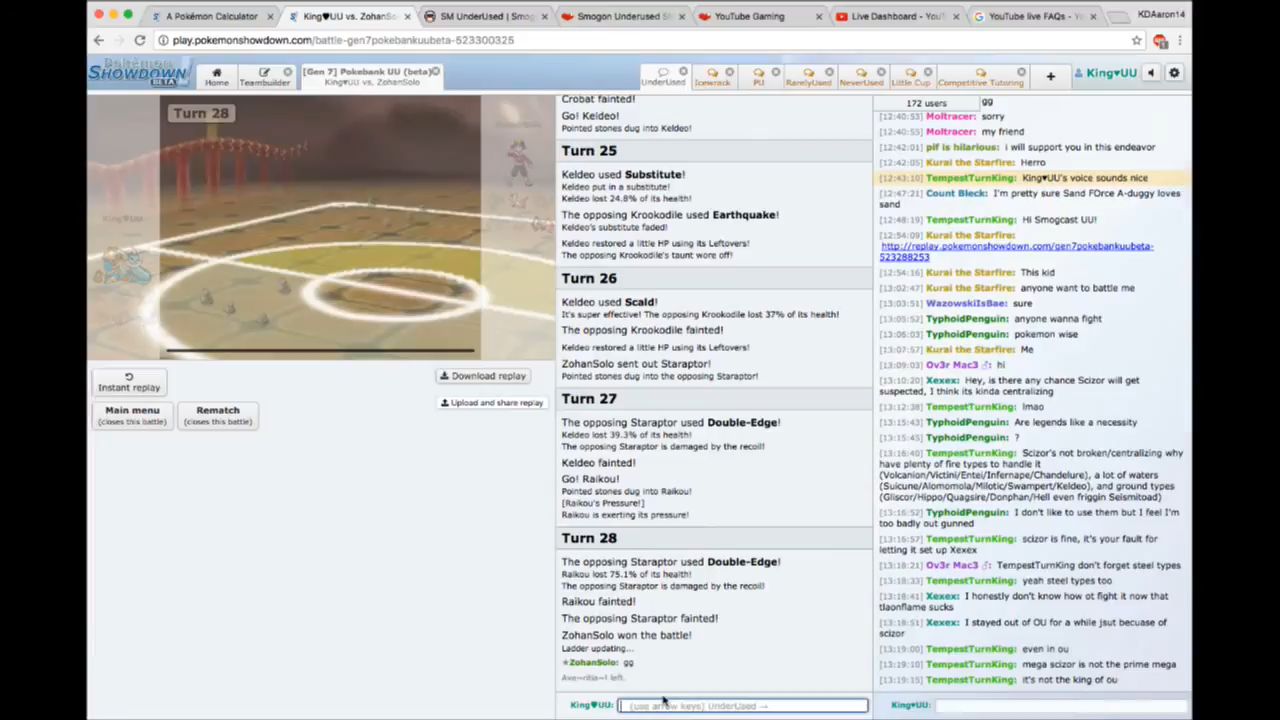 A Pokémon Calculator
King♥UU vs. ZohanSo
SM UnderUsed | Smog
Smogon Underused S
YouTube Gaming
Live Dashboard - You
YouTube live FAQs - Yo
KDAaron14
play.pokemonshowdown.com/battle-gen7pokebankuubeta-523300325
Pokémon
SHOWDOWN
BETA
Home
Teambuilder
[Gen 7] Pokebank UU (beta)
King♥UU vs. ZohanSolo
UnderUsed
Icewrack
PU
RarelyUsed
NeverUsed
Little Cup
Competitive Tutoring
+
King♥UU
Turn 28
King♥UU
Instant replay
Download replay
Upload and share replay
Main menu
(closes this battle)
Rematch
(closes this battle)
Crobat fainted!
Go! Keldeo!
Pointed stones dug into Keldeo!
Turn 25
Keldeo used Substitute!
Keldeo put in a substitute!
Keldeo lost 24.8% of its health!
The opposing Krookodile used Earthquake!
Keldeo's substitute faded!
Keldeo restored a little HP using its Leftovers!
The opposing Krookodile's taunt wore off!
Turn 26
Keldeo used Scald!
It's super effective! The opposing Krookodile lost 37% of its health!
The opposing Krookodile fainted!
Keldeo restored a little HP using its Leftovers!
ZohanSolo sent out Staraptor!
Pointed stones dug into the opposing Staraptor!
Turn 27
The opposing Staraptor used Double-Edge!
Keldeo lost 39.3% of its health!
The opposing Staraptor is damaged by the recoil!
Keldeo fainted!
Go! Raikou!
Pointed stones dug into Raikou!
[Raikou's Pressure!]
Raikou is exerting its pressure!
Turn 28
The opposing Staraptor used Double-Edge!
Raikou lost 75.1% of its health!
The opposing Staraptor is damaged by the recoil!
Raikou fainted!
The opposing Staraptor fainted!
ZohanSolo won the battle!
Ladder updating...
★ZohanSolo: gg
left.
King♥UU:
(use arrow keys) UnderUsed →
172 users
gg
[12:40:53] Moltracer: sorry
[12:40:55] Moltracer: my friend
[12:42:01] pif is hilarious: i will support you in this endeavor
[12:42:05] Kurai the Starfire: Herro
[12:43:10] TempestTurnKing: King♥UU's voice sounds nice
[12:47:21] Count Bleck: I'm pretty sure Sand FOrce A-duggy loves
sand
[12:48:19] TempestTurnKing: Hi Smogcast UU!
[12:54:09] Kurai the Starfire:
http://replay.pokemonshowdown.com/gen7pokebankuubeta-
523288253
[12:54:16] Kurai the Starfire: This kid
[13:02:47] Kurai the Starfire: anyone want to battle me
[13:03:51] WazowskiIsBae: sure
[13:05:52] TyphoidPenguin: anyone wanna fight
[13:06:03] TyphoidPenguin: pokemon wise
[13:07:57] Kurai the Starfire: Me
[13:09:03] Ov3r Mac3 ♂: hi
[13:10:20] Xexex: Hey, is there any chance Scizor will get
suspected, I think its kinda centralizing
[13:12:38] TempestTurnKing: lmao
[13:15:43] TyphoidPenguin: Are legends like a necessity
[13:15:45] TyphoidPenguin: ?
[13:16:40] TempestTurnKing: Scizor's not broken/centralizing why
have plenty of fire types to handle it
(Volcanion/Victini/Entei/Infernape/Chandelure), a lot of waters
(Suicune/Alomomola/Milotic/Swampert/Keldeo), and ground types
(Gliscor/Hippo/Quagsire/Donphan/Hell even friggin Seismitoad)
[13:16:52] TyphoidPenguin: I don't like to use them but I feel I'm
too badly out gunned
[13:16:57] TempestTurnKing: scizor is fine, it's your fault for
letting it set up Xexex
[13:18:21] Ov3r Mac3 ♂: TempestTurnKing don't forget steel types
[13:18:33] TempestTurnKing: yeah steel types too
[13:18:41] Xexex: I honestly don't know how ot fight it now that
tlaonflame sucks
[13:18:51] Xexex: I stayed out of OU for a while jsut becuase of
scizor
[13:19:00] TempestTurnKing: even in ou
[13:19:10] TempestTurnKing: mega scizor is not the prime mega
[13:19:15] TempestTurnKing: it's not the king of ou
King♥UU: